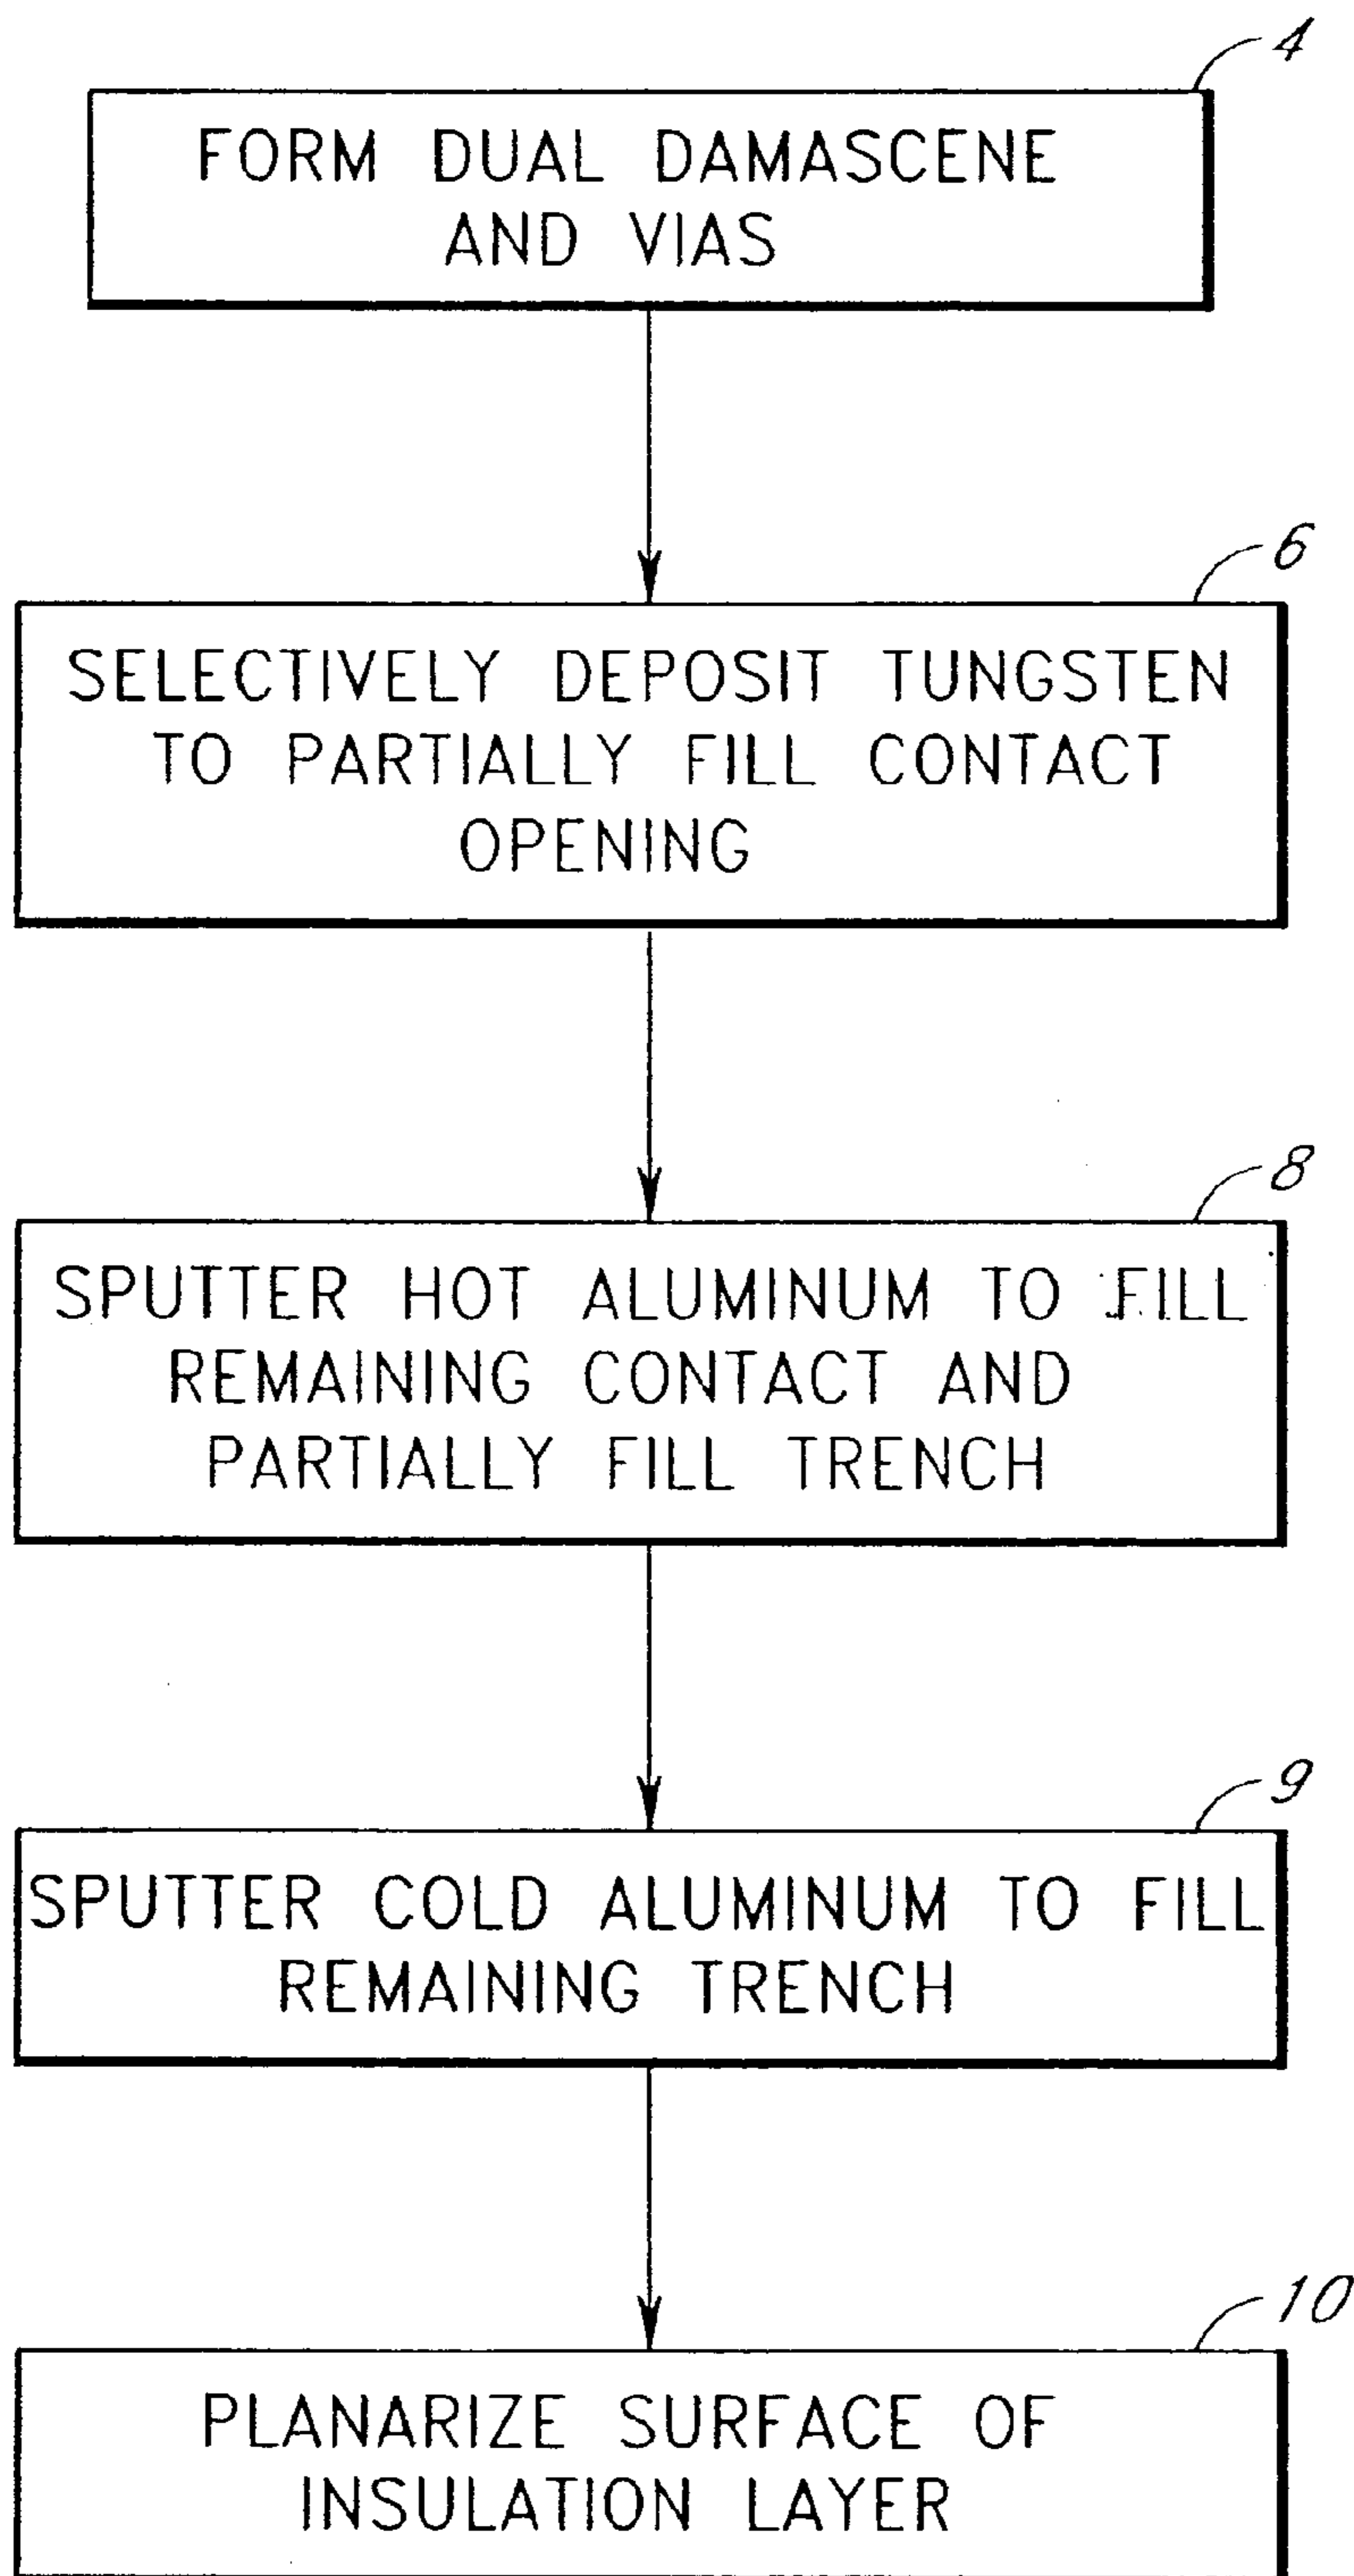 4
FORM DUAL DAMASCENE
AND VIAS
6
SELECTIVELY DEPOSIT TUNGSTEN
TO PARTIALLY FILL CONTACT
OPENING
8
SPUTTER HOT ALUMINUM TO FILL
REMAINING CONTACT AND
PARTIALLY FILL TRENCH
9
SPUTTER COLD ALUMINUM TO FILL
REMAINING TRENCH
10
PLANARIZE SURFACE OF
INSULATION LAYER